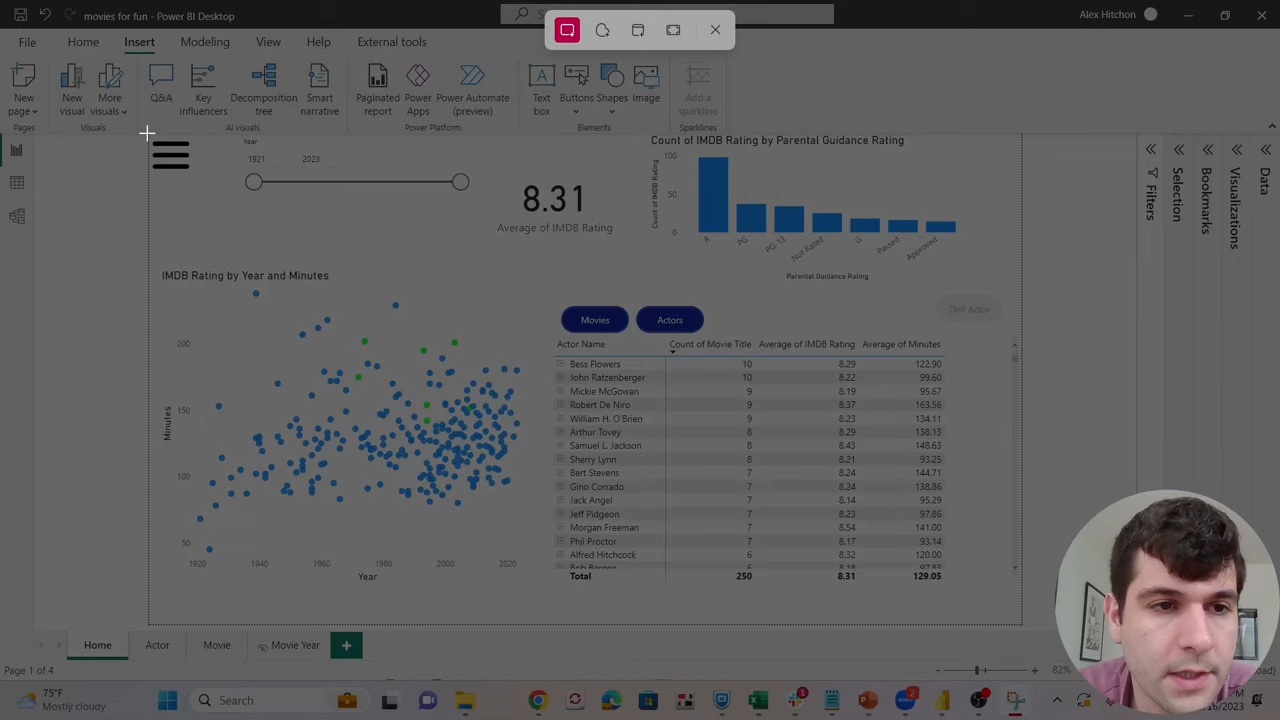 movies for fun - Power BI Desktop
Alex Hitchon
File
Home
Insert
Modeling
View
Help
External tools
New page
New visual
More visuals
Q&A
Key influencers
Decomposition tree
Smart narrative
Paginated report
Power Apps
Power Automate (preview)
Text box
Buttons
Shapes
Image
Add a sparkline
Pages
Visuals
AI visuals
Power Platform
Elements
Sparklines
Year
1921
2023
8.31
Average of IMDB Rating
Count of IMDB Rating by Parental Guidance Rating
Count of IMDB Rating
100
50
0
R
PG
PG-13
Not Rated
G
Passed
Approved
Parental Guidance Rating
Filters
Selection
Bookmarks
Visualizations
Data
IMDB Rating by Year and Minutes
Minutes
200
150
100
50
1920
1940
1960
1980
2000
2020
Year
Movies
Actors
Drill Actor
Actor Name Count of Movie Title Average of IMDB Rating Average of Minutes
Bess Flowers 10 8.29 122.90
John Ratzenberger 10 8.22 99.60
Mickie McGowan 9 8.19 95.67
Robert De Niro 9 8.37 163.56
William H. O'Brien 9 8.23 134.11
Arthur Tovey 8 8.29 138.13
Samuel L. Jackson 8 8.43 148.63
Sherry Lynn 8 8.21 93.25
Bert Stevens 7 8.24 144.71
Gino Corrado 7 8.24 138.86
Jack Angel 7 8.14 95.29
Jeff Pidgeon 7 8.23 97.86
Morgan Freeman 7 8.54 141.00
Phil Proctor 7 8.17 93.14
Alfred Hitchcock 6 8.32 120.00
6 8.18 97.83
Total 250 8.31 129.05
Home
Actor
Movie
Movie Year
Page 1 of 4
82%
75°F
Mostly cloudy
Search
1
2